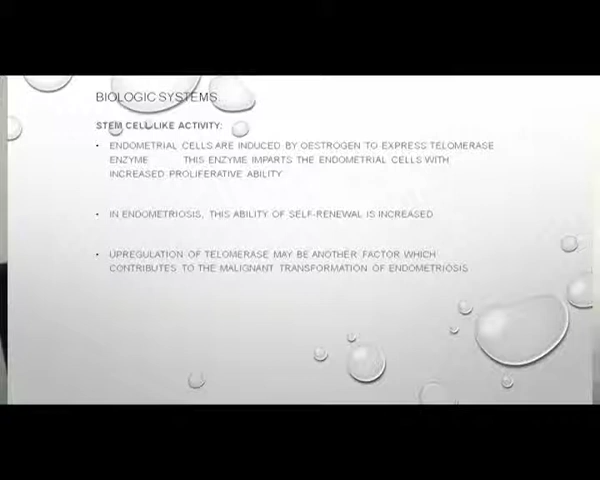 BIOLOGIC SYSTEMS
STEM CELL-LIKE ACTIVITY:
• ENDOMETRIAL CELLS ARE INDUCED BY OESTROGEN TO EXPRESS TELOMERASE
ENZYME THIS ENZYME IMPARTS THE ENDOMETRIAL CELLS WITH
INCREASED PROLIFERATIVE ABILITY
• IN ENDOMETRIOSIS, THIS ABILITY OF SELF-RENEWAL IS INCREASED
• UPREGULATION OF TELOMERASE MAY BE ANOTHER FACTOR WHICH
CONTRIBUTES TO THE MALIGNANT TRANSFORMATION OF ENDOMETRIOSIS